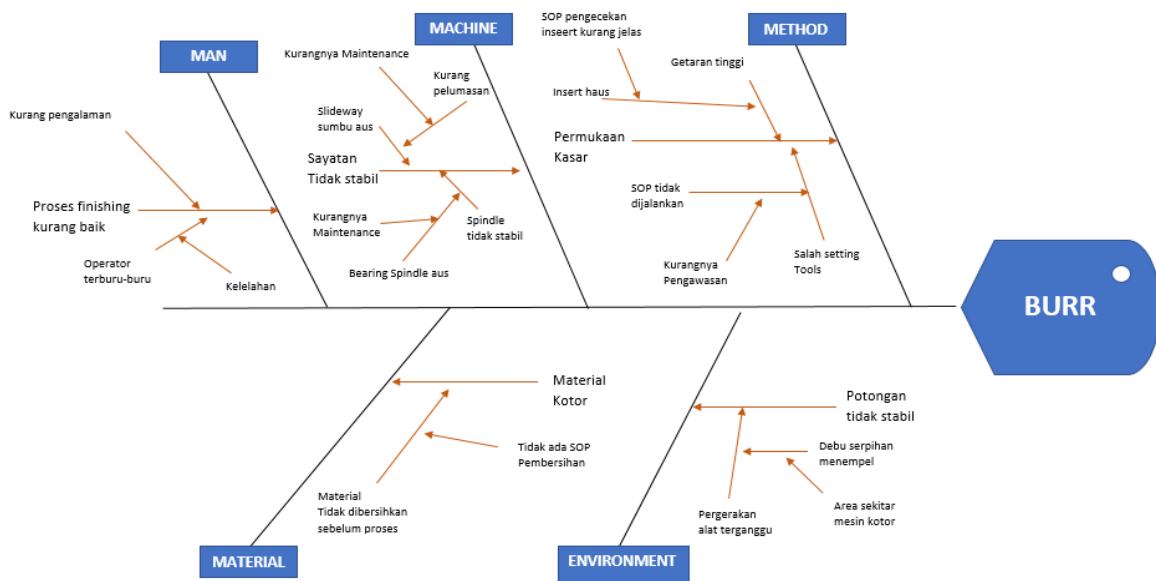 MAN
Kurang pengalaman
Proses finishing
kurang baik
Operator
terburu-buru
Kelelahan
MACHINE
Kurangnya Maintenance
Kurang
pelumasan
Slideway
sumbu aus
Sayatan
Tidak stabil
Kurangnya
Maintenance
Spindle
tidak stabil
Bearing Spindle aus
METHOD
SOP pengecekan
inseert kurang jelas
Getaran tinggi
Insert haus
Permukaan
Kasar
SOP tidak
dijalankan
Kurangnya
Pengawasan
Salah setting
Tools
BURR
Material
Kotor
Tidak ada SOP
Pembersihan
Material
Tidak dibersihkan
sebelum proses
MATERIAL
Potongan
tidak stabil
Debu serpihan
menempel
Area sekitar
mesin kotor
Pergerakan
alat terganggu
ENVIRONMENT